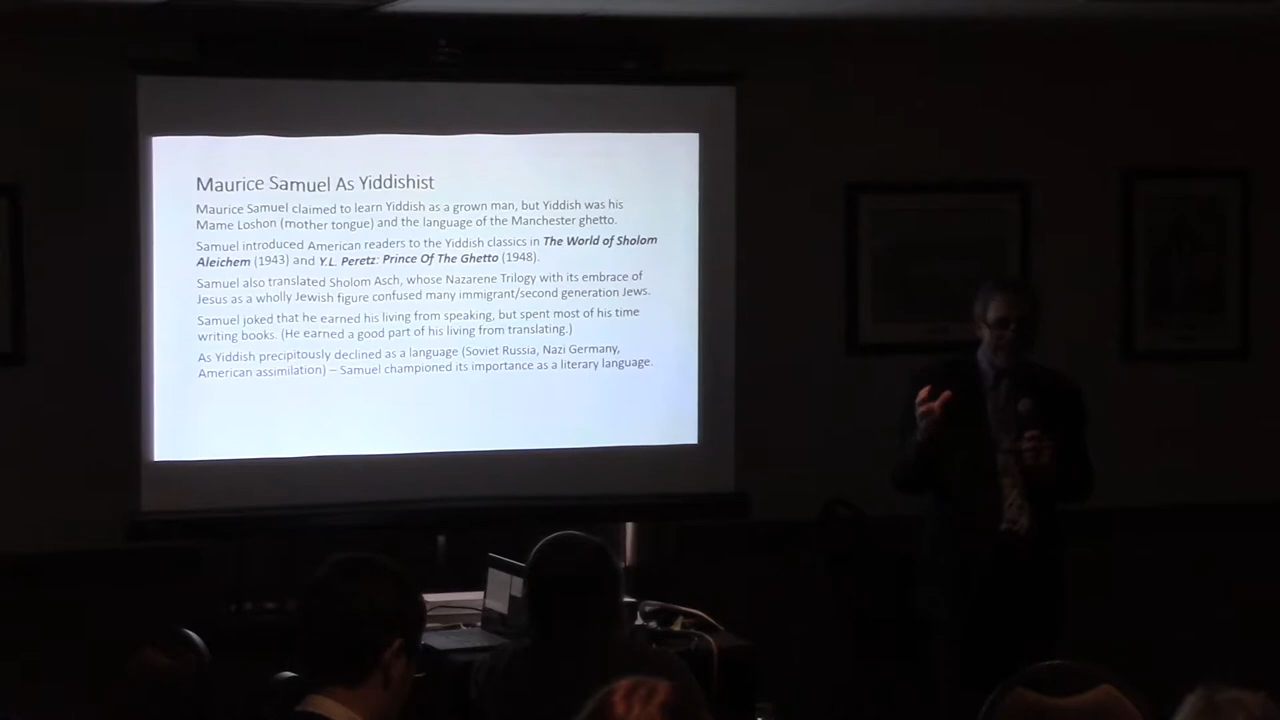 Maurice Samuel As Yiddishist
Maurice Samuel claimed to learn Yiddish as a grown man, but Yiddish was his
Mame Loshon (mother tongue) and the language of the Manchester ghetto.
Samuel introduced American readers to the Yiddish classics in The World of Sholom
Aleichem (1943) and Y.L. Peretz: Prince Of The Ghetto (1948).
Samuel also translated Sholom Asch, whose Nazarene Trilogy with its embrace of
Jesus as a wholly Jewish figure confused many immigrant/second generation Jews.
Samuel joked that he earned his living from speaking, but spent most of his time
writing books. (He earned a good part of his living from translating.)
As Yiddish precipitously declined as a language (Soviet Russia, Nazi Germany,
American assimilation) – Samuel championed its importance as a literary language.